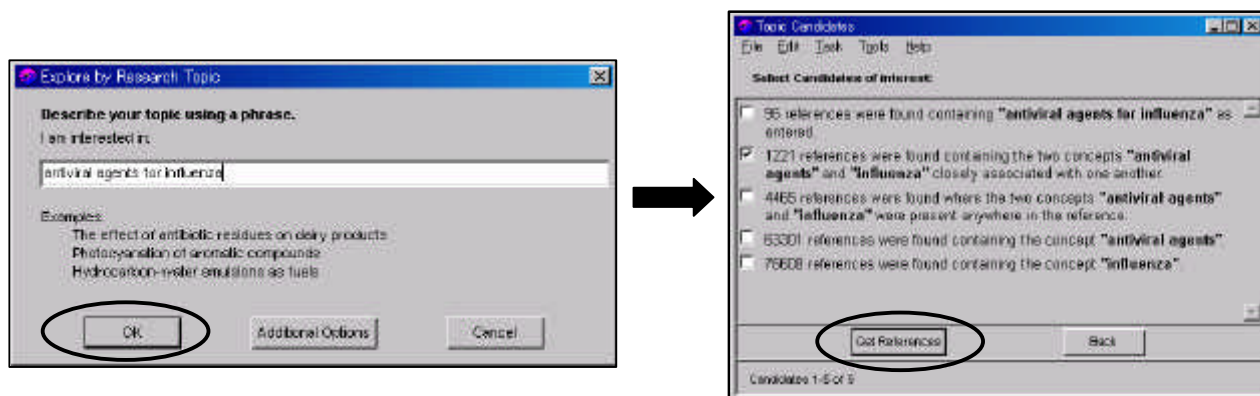 Explore by Research Topic
Describe your topic using a phrase.
I am interested in:
antiviral agents for influenza
Examples:
The effect of antibiotic residues on dairy products
Photocyanation of aromatic compounds
Hydrocarbon-water emulsions as fuels
OK
Additional Options
Cancel
Topic Candidates
File Edit Task Tools Help
Select Candidates of interest:
95 references were found containing "antiviral agents for influenza" as
entered.
1221 references were found containing the two concepts "antiviral
agents" and "influenza" closely associated with one another.
4465 references were found where the two concepts "antiviral agents"
and "influenza" were present anywhere in the reference.
63301 references were found containing the concept "antiviral agents".
76608 references were found containing the concept "influenza".
Get References
Back
Candidates 1-5 of 5